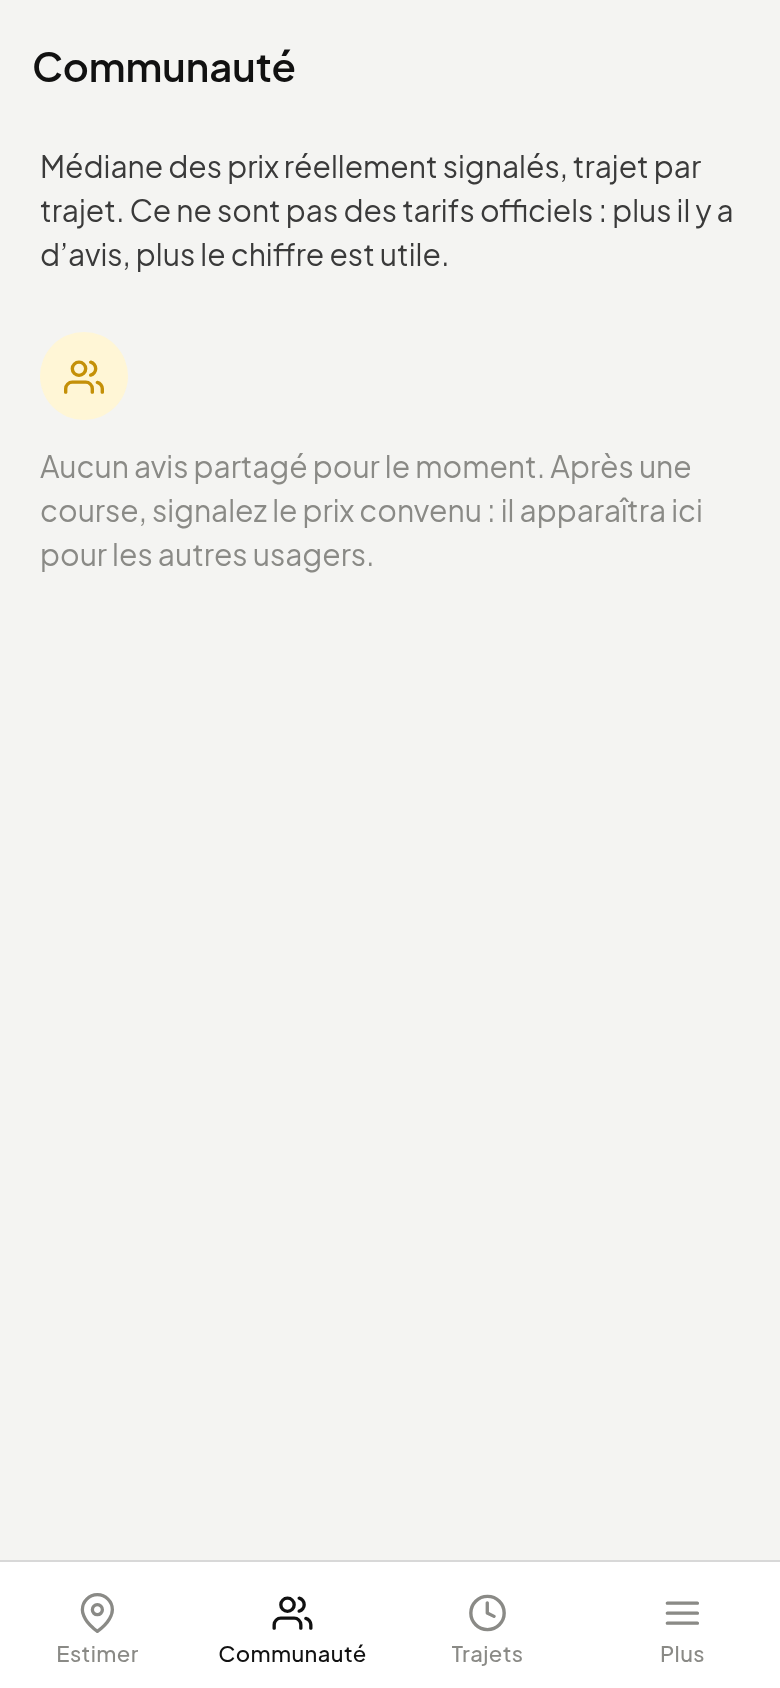 Communauté
Médiane des prix réellement signalés, trajet par
trajet. Ce ne sont pas des tarifs officiels : plus il y a
d’avis, plus le chiffre est utile.
Aucun avis partagé pour le moment. Après une
course, signalez le prix convenu : il apparaîtra ici
pour les autres usagers.
Estimer
Communauté
Trajets
Plus